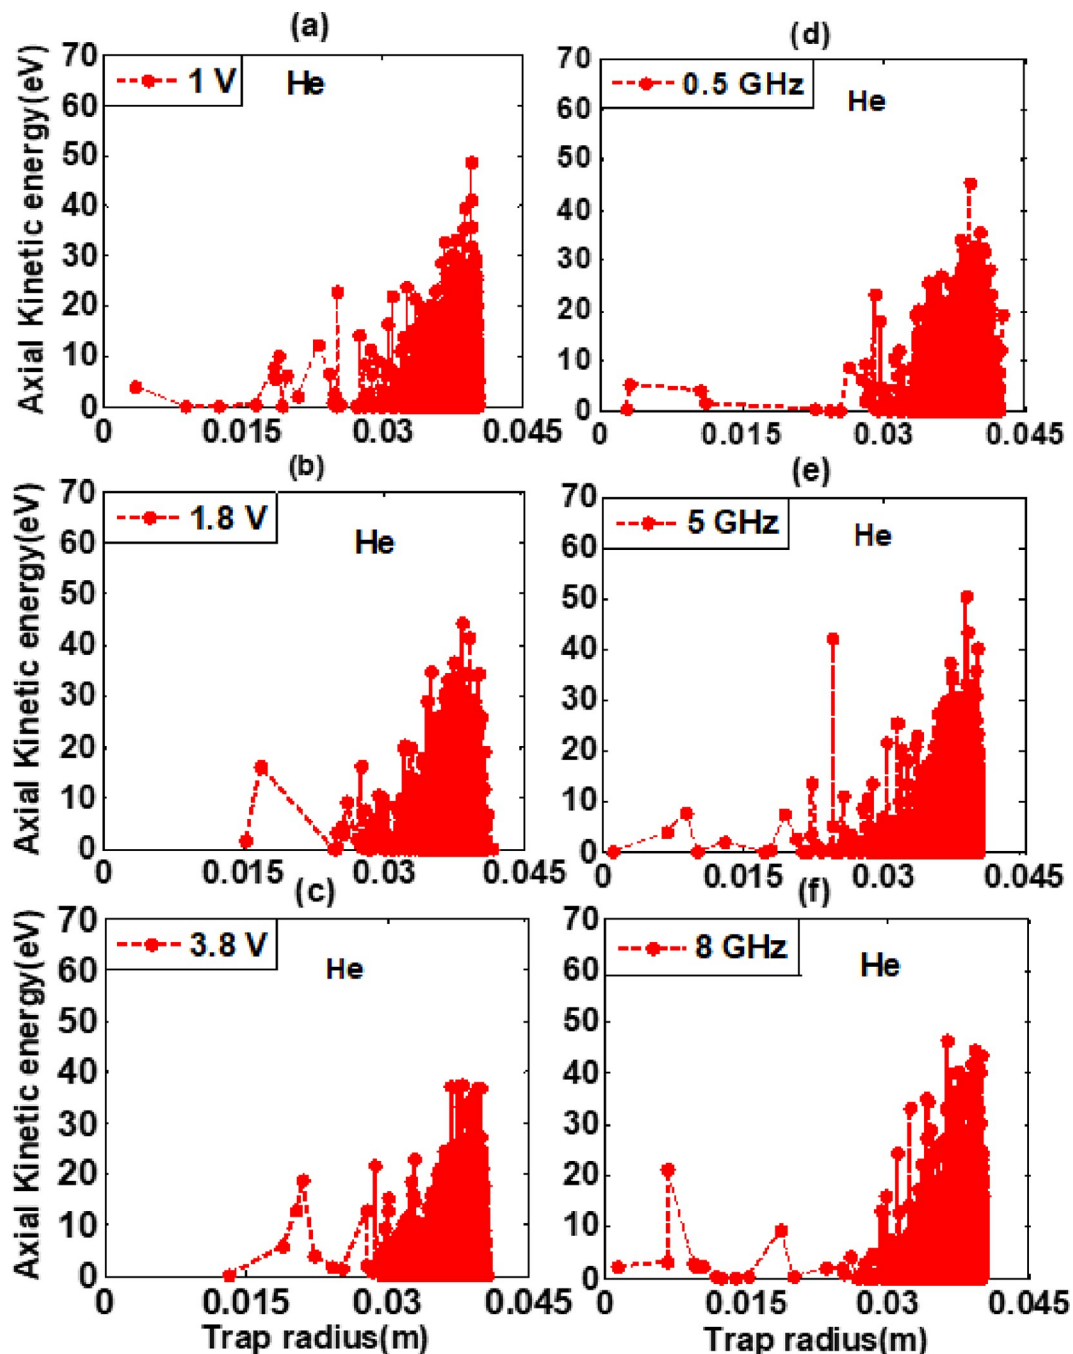 (a)
Axial Kinetic energy(eV)
70
60
50
40
30
20
10
0
1 V
He
0 0.015 0.03 0.045
(d)
70
60
50
40
30
20
10
0
0.5 GHz
He
0 0.015 0.03 0.045
(b)
Axial Kinetic energy(eV)
70
60
50
40
30
20
10
0
1.8 V
He
0 0.015 0.03 0.045
(e)
70
60
50
40
30
20
10
0
5 GHz
He
0 0.015 0.03 0.045
(c)
Axial Kinetic energy(eV)
70
60
50
40
30
20
10
0
3.8 V
He
0 0.015 0.03 0.045
Trap radius(m)
(f)
70
60
50
40
30
20
10
0
8 GHz
He
0 0.015 0.03 0.045
Trap radius(m)